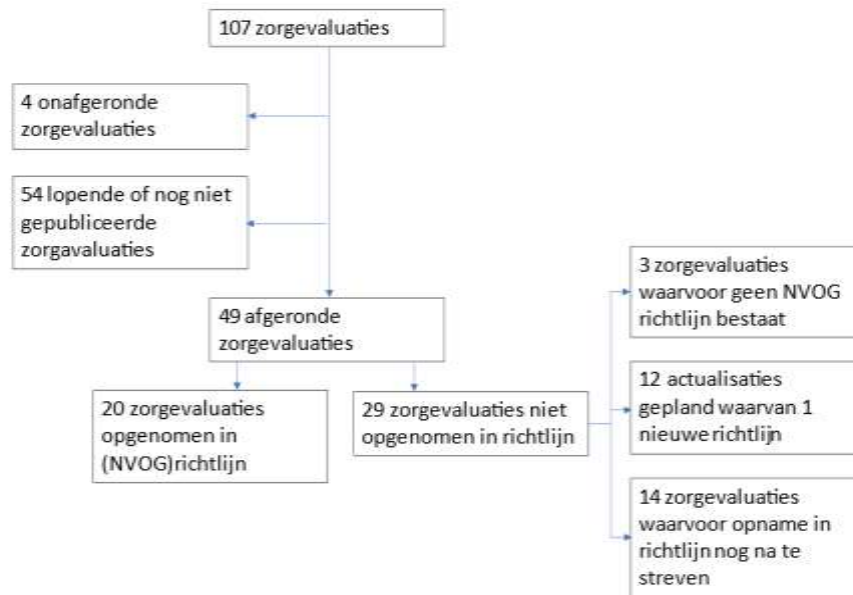 107 zorgevaluaties
4 onafgeronde
zorgevaluaties
54 lopende of nog niet
gepubliceerde
zorgavaluaties
49 afgeronde
zorgevaluaties
20 zorgevaluaties
opgenomen in
(NVOG)richtlijn
29 zorgevaluaties niet
opgenomen in richtlijn
3 zorgevaluaties
waarvoor geen NVOG
richtlijn bestaat
12 actualisaties
gepland waarvan 1
nieuwe richtlijn
14 zorgevaluaties
waarvoor opname in
richtlijn nog na te
streven